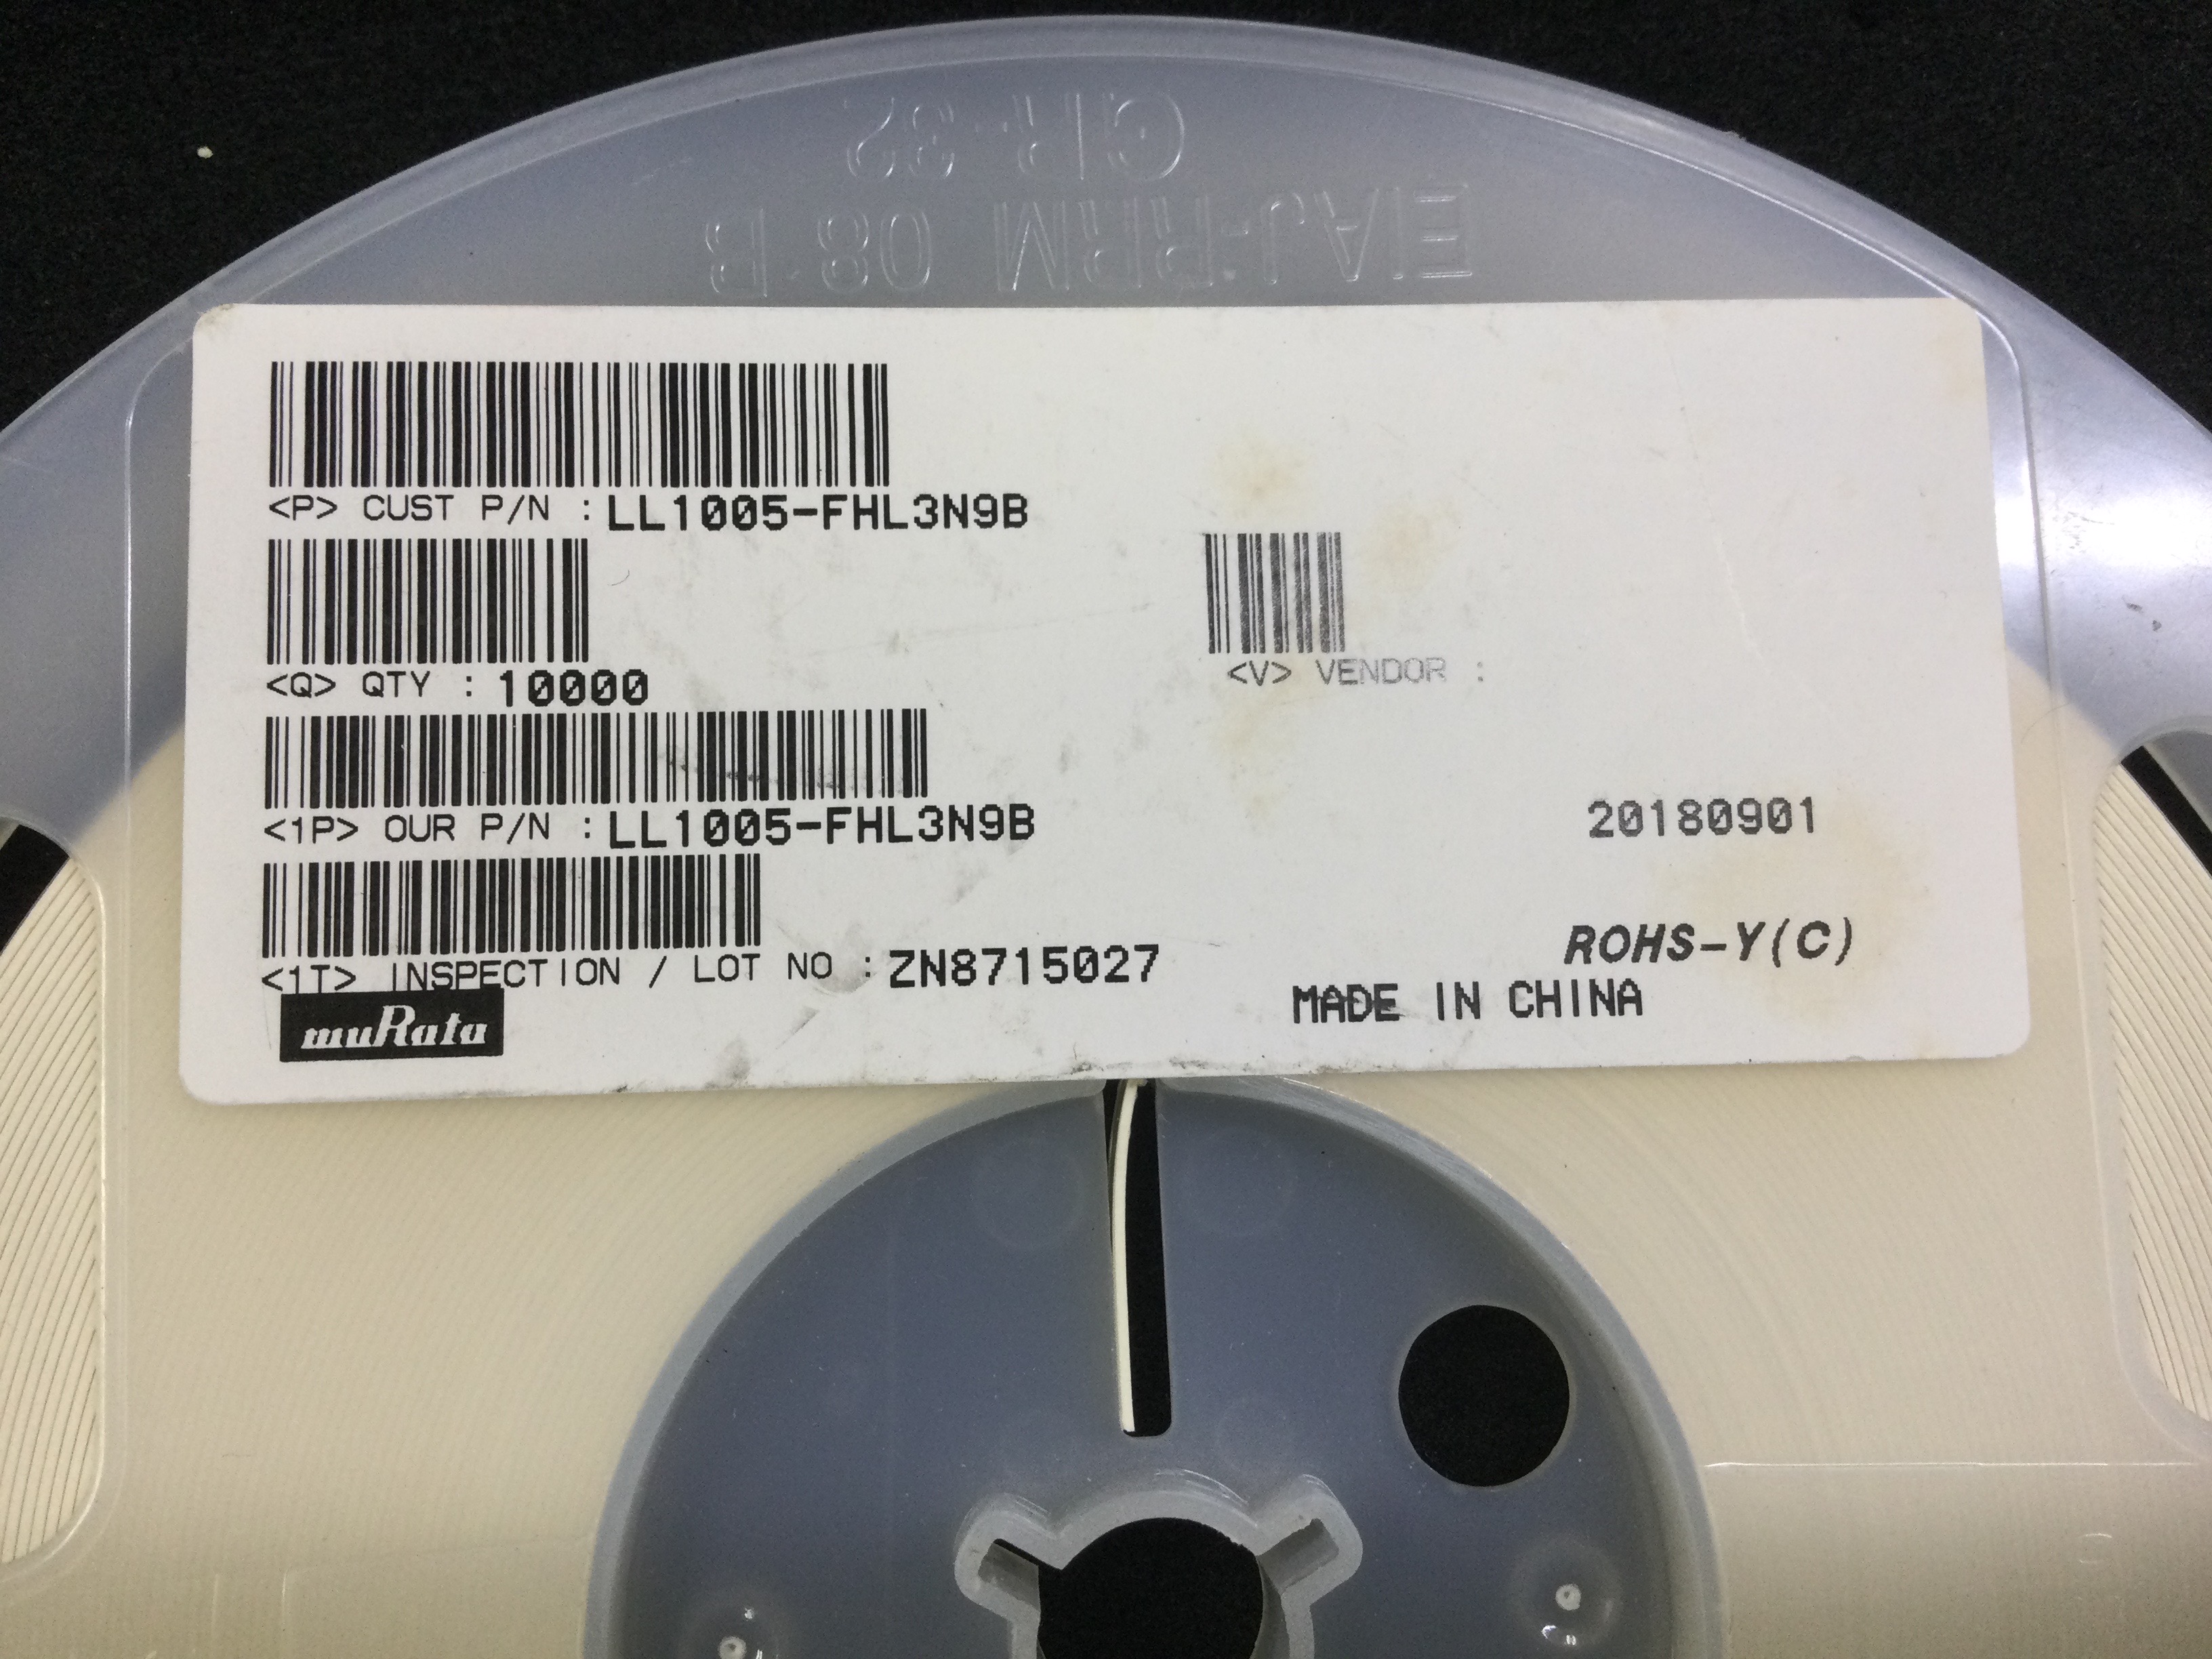 GR-32
EIAJ-RRM 08 B
<P> CUST P/N : LL1005-FHL3N9B
<Q> QTY : 10000
<V> VENDOR :
<1P> OUR P/N : LL1005-FHL3N9B
20180901
<1T> INSPECTION / LOT NO : ZN8715027
ROHS-Y(C)
MADE IN CHINA
muRata